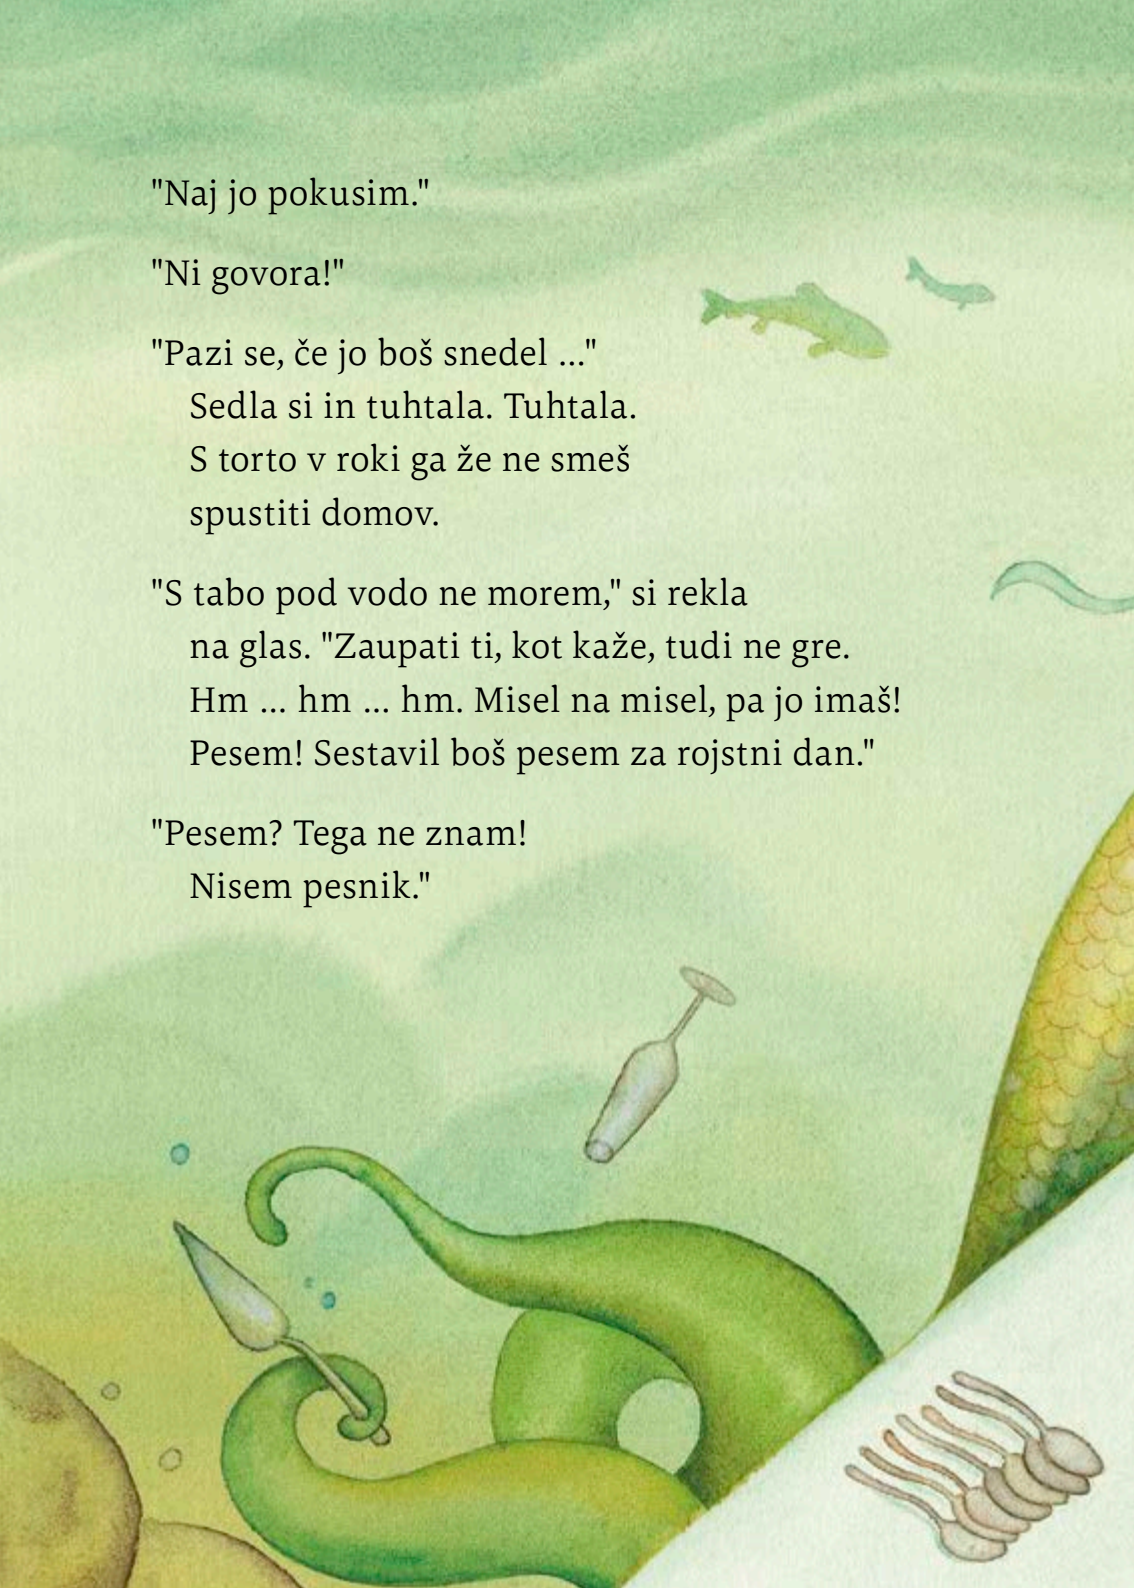 "Naj jo pokusim."
"Ni govora!"
"Pazi se, če jo boš snedel ..."
Sedla si in tuhtala. Tuhtala.
S torto v roki ga že ne smeš
spustiti domov.
"S tabo pod vodo ne morem," si rekla
na glas. "Zaupati ti, kot kaže, tudi ne gre.
Hm ... hm ... hm. Misel na misel, pa jo imaš!
Pesem! Sestavil boš pesem za rojstni dan."
"Pesem? Tega ne znam!
Nisem pesnik."